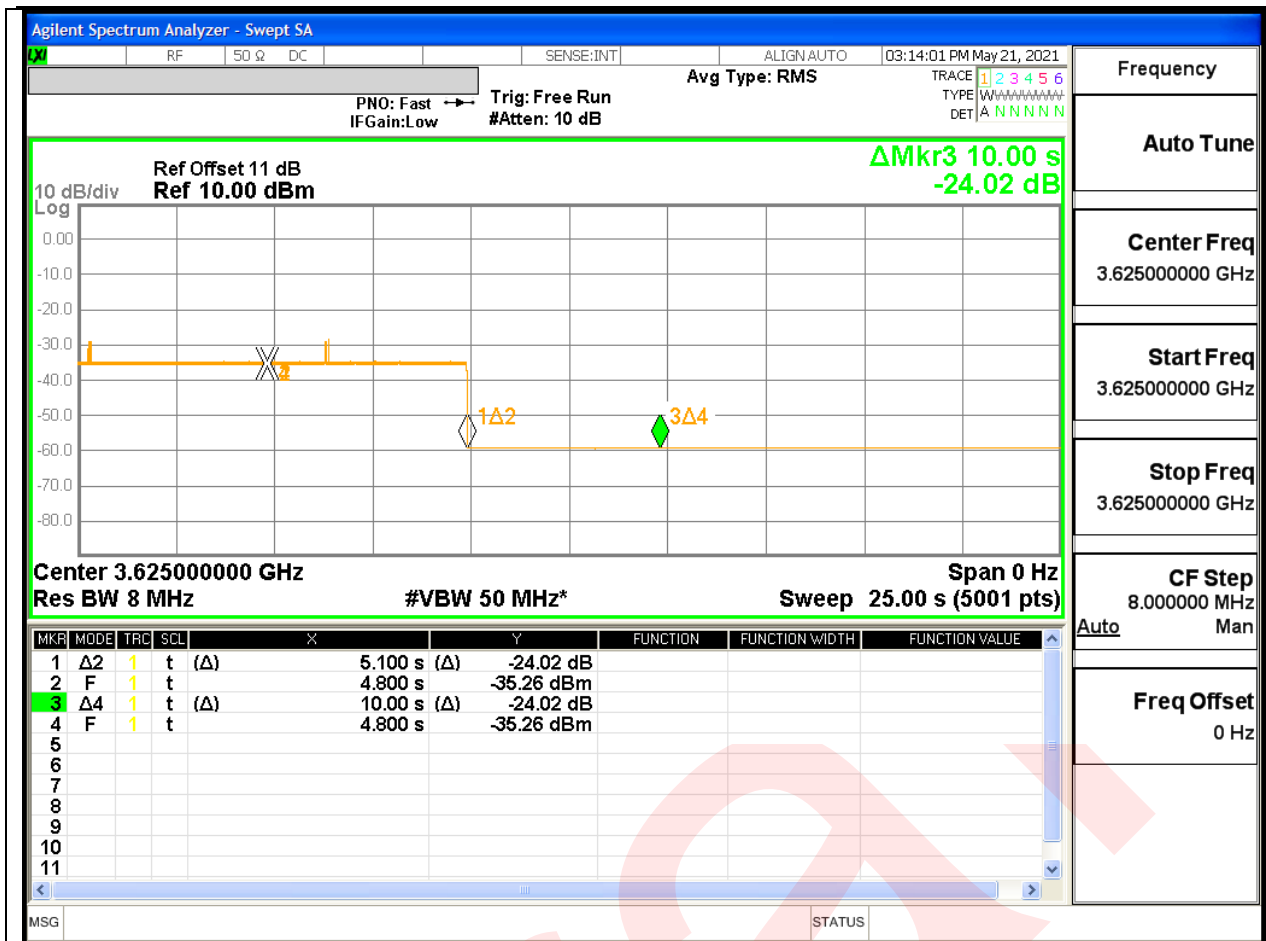 Agilent Spectrum Analyzer - Swept SA
LXI RF 50 Ω DC SENSE:INT ALIGN AUTO 03:14:01 PM May 21, 2021
PNO: Fast
IFGain:Low
Trig: Free Run
#Atten: 10 dB
Avg Type: RMS
TRACE 1 2 3 4 5 6
TYPE
DET A N N N N N
Ref Offset 11 dB
10 dB/div Ref 10.00 dBm
Log
ΔMkr3 10.00 s
-24.02 dB
0.00
-10.0
-20.0
-30.0
-40.0
-50.0
-60.0
-70.0
-80.0
1Δ2
3Δ4
Center 3.625000000 GHz Span 0 Hz
Res BW 8 MHz #VBW 50 MHz* Sweep 25.00 s (5001 pts)
MKR MODE TRC SCL X Y FUNCTION FUNCTION WIDTH FUNCTION VALUE
1 Δ2 1 t (Δ) 5.100 s (Δ) -24.02 dB
2 F 1 t 4.800 s -35.26 dBm
3 Δ4 1 t (Δ) 10.00 s (Δ) -24.02 dB
4 F 1 t 4.800 s -35.26 dBm
5
6
7
8
9
10
11
MSG STATUS
Frequency
Auto Tune
Center Freq
3.625000000 GHz
Start Freq
3.625000000 GHz
Stop Freq
3.625000000 GHz
CF Step
8.000000 MHz
Auto Man
Freq Offset
0 Hz